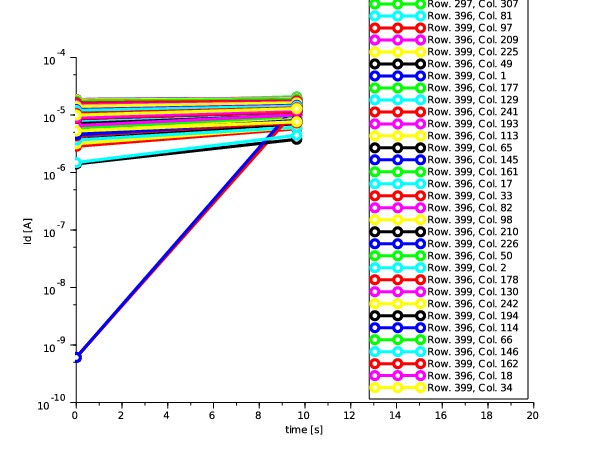 Row. 297, Col. 307
Row. 396, Col. 81
Row. 399, Col. 97
Row. 396, Col. 209
Row. 399, Col. 225
Row. 396, Col. 49
Row. 399, Col. 1
Row. 396, Col. 177
Row. 399, Col. 129
Row. 396, Col. 241
Row. 399, Col. 193
Row. 396, Col. 113
Row. 399, Col. 65
Row. 396, Col. 145
Row. 399, Col. 161
Row. 396, Col. 17
Row. 399, Col. 33
Row. 396, Col. 82
Row. 399, Col. 98
Row. 396, Col. 210
Row. 399, Col. 226
Row. 396, Col. 50
Row. 399, Col. 2
Row. 396, Col. 178
Row. 399, Col. 130
Row. 396, Col. 242
Row. 399, Col. 194
Row. 396, Col. 114
Row. 399, Col. 66
Row. 396, Col. 146
Row. 399, Col. 162
Row. 396, Col. 18
Row. 399, Col. 34
10^-4
10^-5
10^-6
10^-7
10^-8
10^-9
10^-10
Id [A]
0 2 4 6 8 10 12 14 16 18 20
time [s]